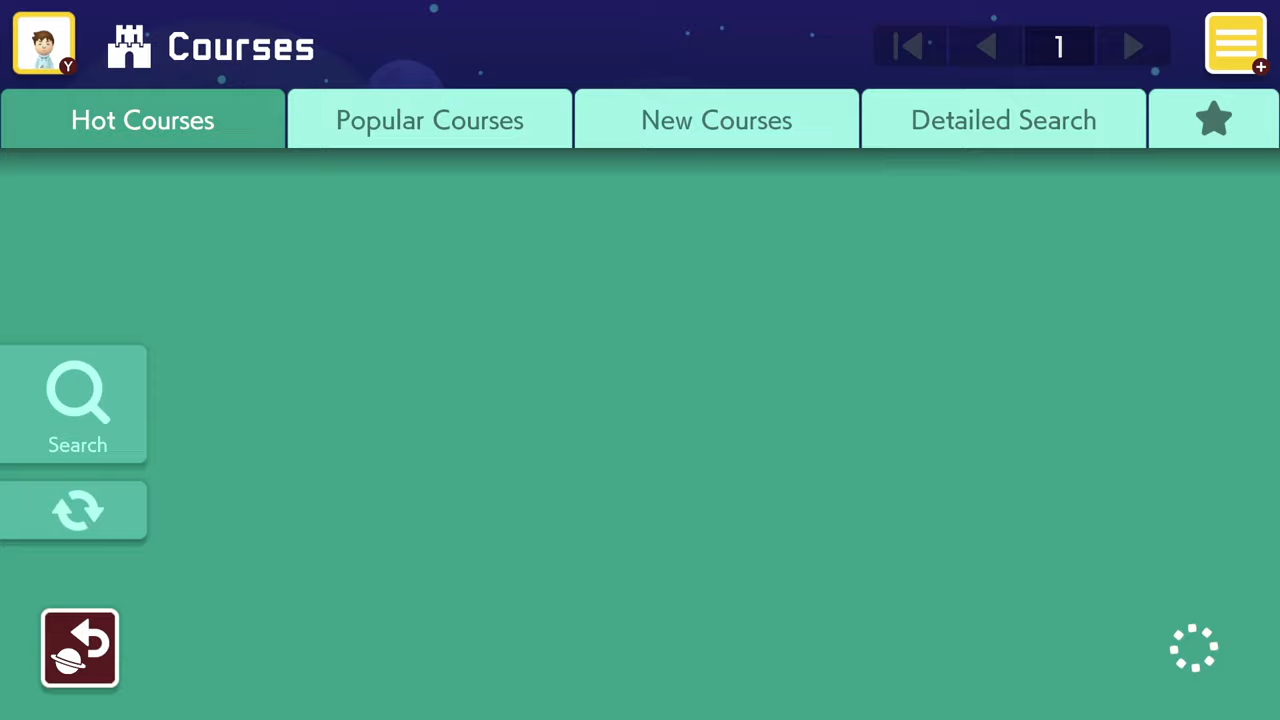 Y
Courses
1
+
Hot Courses
Popular Courses
New Courses
Detailed Search
Search